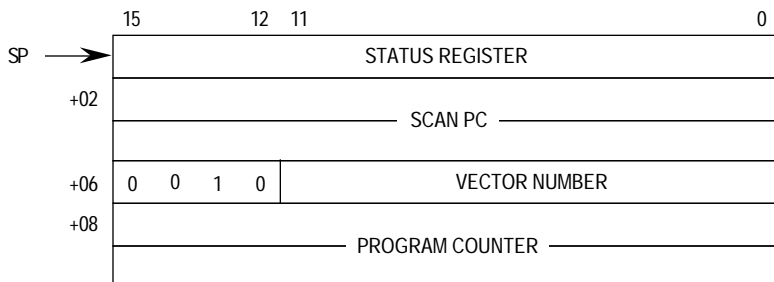 15 12 11 0
SP STATUS REGISTER
+02
SCAN PC
+06 0 0 1 0 VECTOR NUMBER
+08
PROGRAM COUNTER